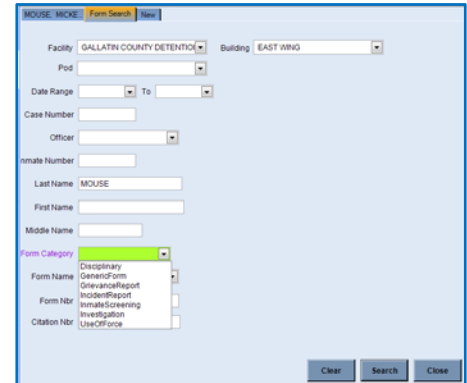 MOUSE, MICKE... Form Search New
Facility GALLATIN COUNTY DETENTIO Building EAST WING
Pod
Date Range To
Case Number
Officer
nmate Number
Last Name MOUSE
First Name
Middle Name
Form Category
Disciplinary
Form Name GenericForm
GrievanceReport
Form Nbr IncidentReport
InmateScreening
Investigation
Citation Nbr UseOfForce
Clear Search Close